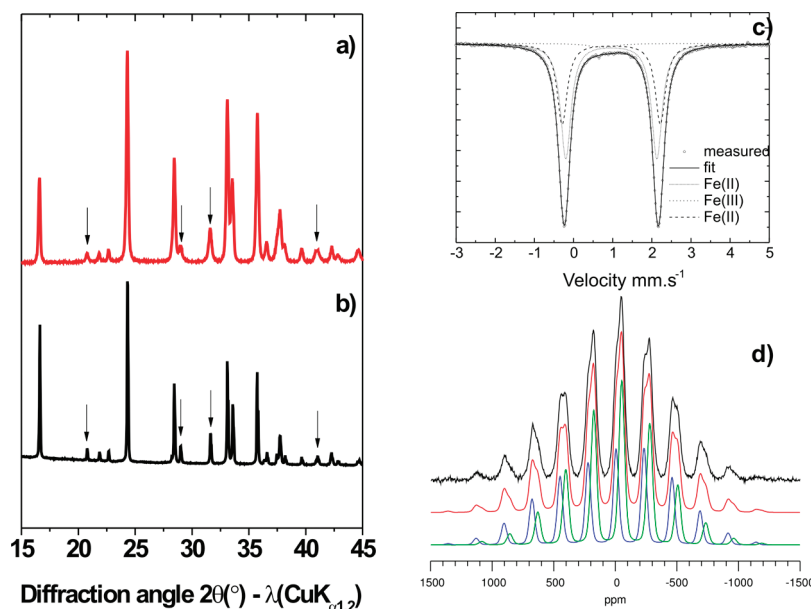 a)
b)
15 20 25 30 35 40 45
Diffraction angle 2θ(°) - λ(CuKα1,2)
c)
measured
fit
Fe(II)
Fe(III)
Fe(II)
-3 -2 -1 0 1 2 3 4 5
Velocity mm.s-1
d)
1500 1000 500 0 -500 -1000 -1500
ppm